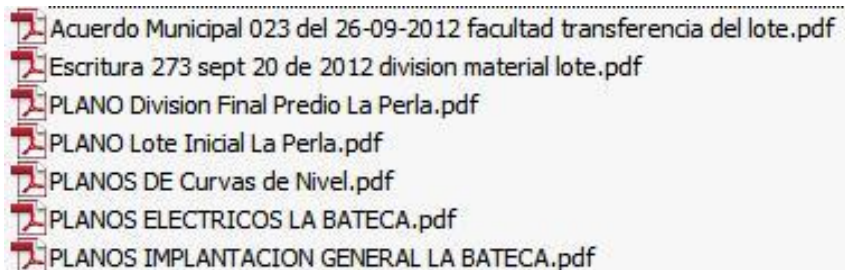 Acuerdo Municipal 023 del 26-09-2012 facultad transferencia del lote.pdf
Escritura 273 sept 20 de 2012 division material lote.pdf
PLANO Division Final Predio La Perla.pdf
PLANO Lote Inicial La Perla.pdf
PLANOS DE Curvas de Nivel.pdf
PLANOS ELECTRICOS LA BATECA.pdf
PLANOS IMPLANTACION GENERAL LA BATECA.pdf